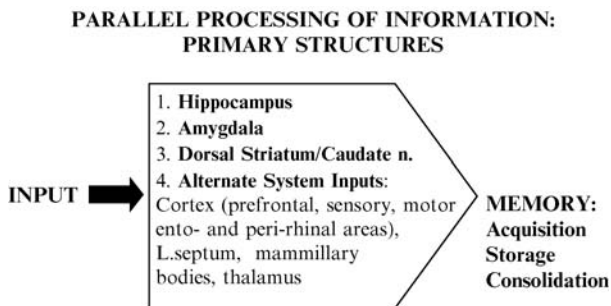 PARALLEL PROCESSING OF INFORMATION:
PRIMARY STRUCTURES
INPUT
1. Hippocampus
2. Amygdala
3. Dorsal Striatum/Caudate n.
4. Alternate System Inputs:
Cortex (prefrontal, sensory, motor
ento- and peri-rhinal areas),
L.septum, mammillary
bodies, thalamus
MEMORY:
Acquisition
Storage
Consolidation